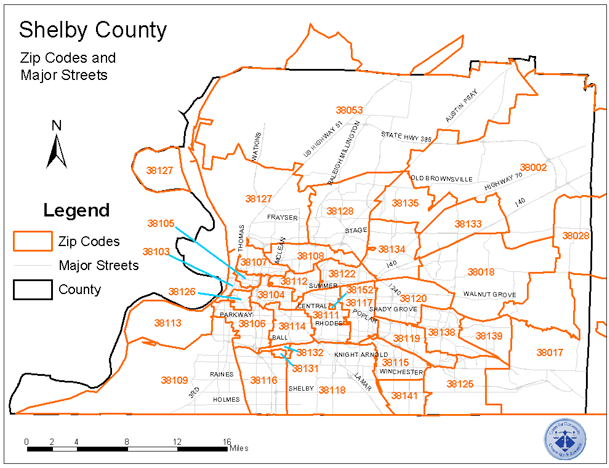 Shelby County
Zip Codes and
Major Streets
N
Legend
Zip Codes
Major Streets
County
38053
AUSTIN PEAY
US HIGHWAY 51
RALEIGH MILLINGTON
STATE HWY 385
WATKINS
38127
OLD BROWNSVILLE
HIGHWAY 70
38002
I40
38127
38135
38128
FRAYSER
STAGE
38133
38105
THOMAS
MCLEAN
38028
38103
38107
38108
38134
I40
38018
38126
38112
SUMMER
38122
38152
I240
38104
CENTRAL
38117
38120
WALNUT GROVE
38111
POPLAR
SHADY GROVE
PARKWAY
38113
38106
38114
RHODES
38119
38138
38139
BALL
38132
KNIGHT ARNOLD
38115
38017
38131
WINCHESTER
38109
RAINES
38116
SHELBY
38118
LAMAR
38125
3RD
HOLMES
38141
0 2 4 8 12 16
Miles